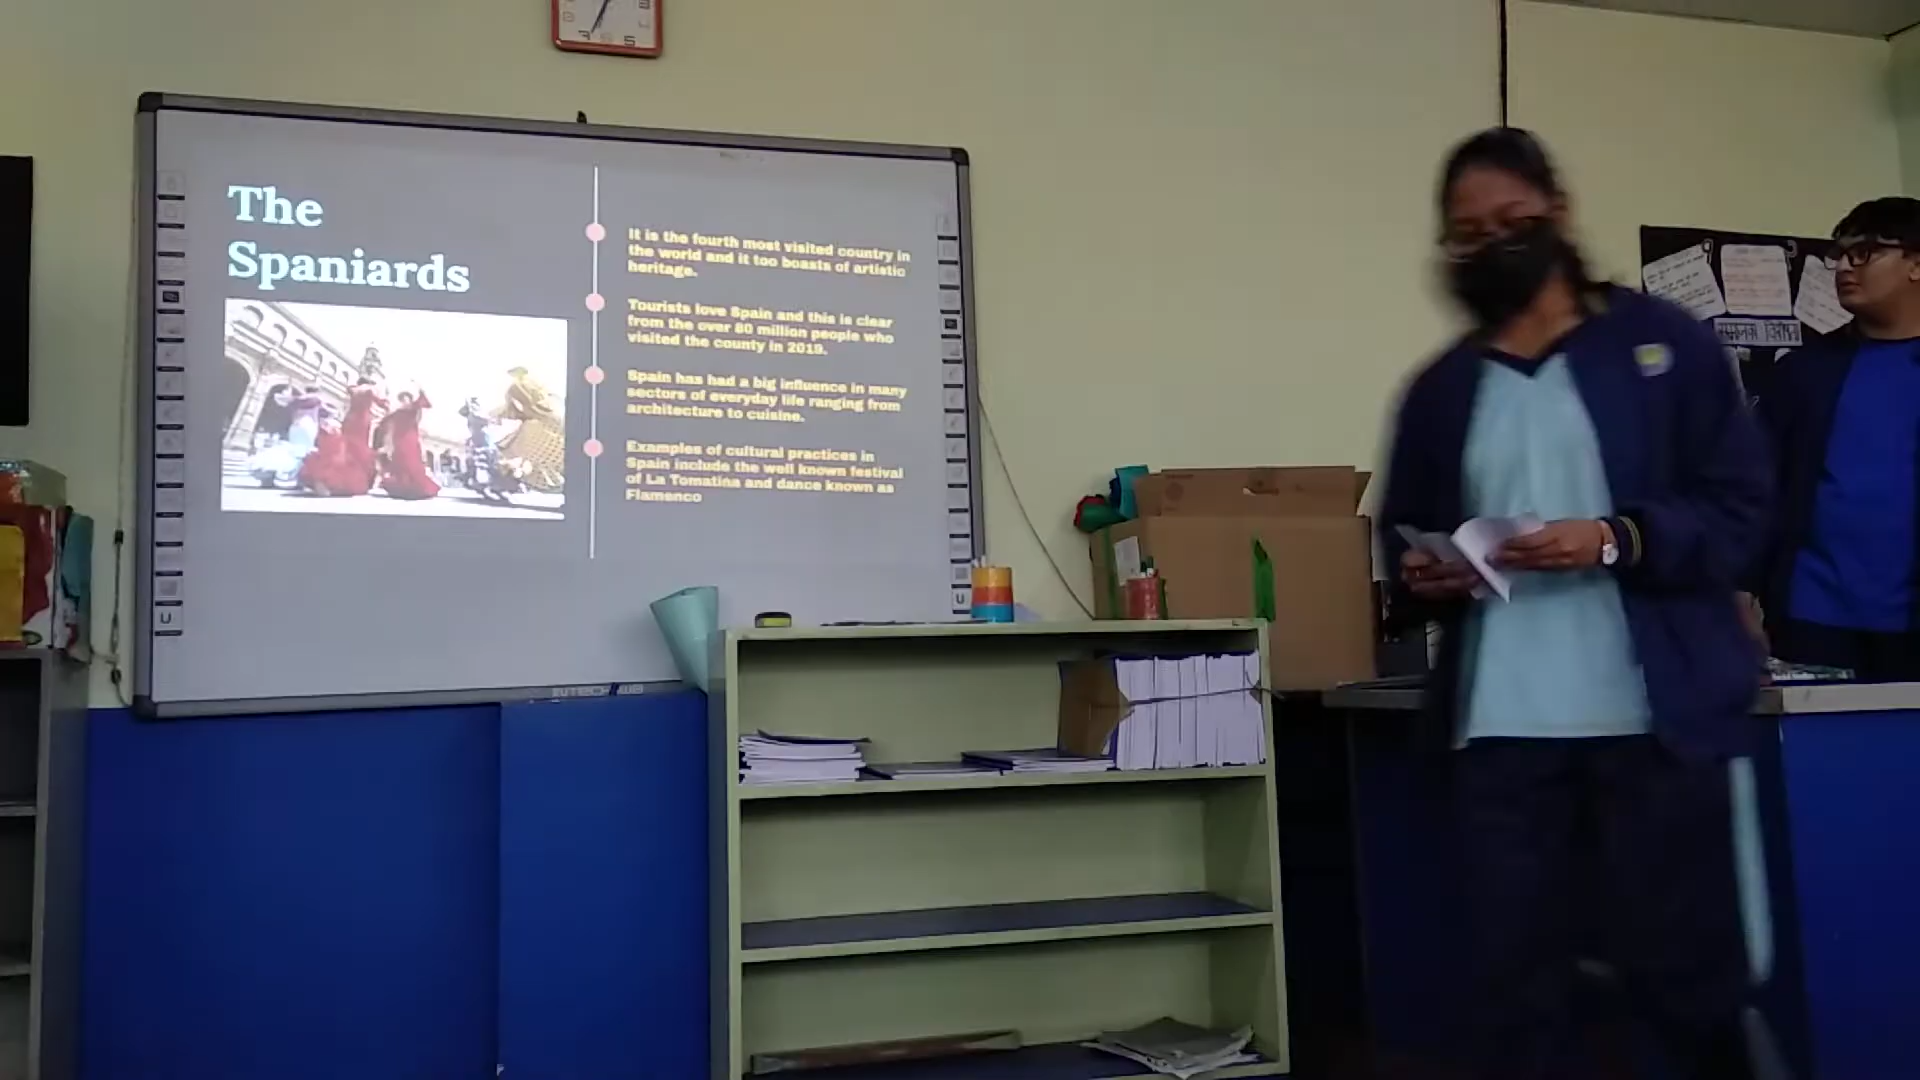 The
Spaniards
It is the fourth most visited country in
the world and it too boasts of artistic
heritage.
Tourists love Spain and this is clear
from the over 80 million people who
visited the county in 2019.
Spain has had a big influence in many
sectors of everyday life ranging from
architecture to cuisine.
Examples of cultural practices in
Spain include the well known festival
of La Tomatina and dance known as
Flamenco